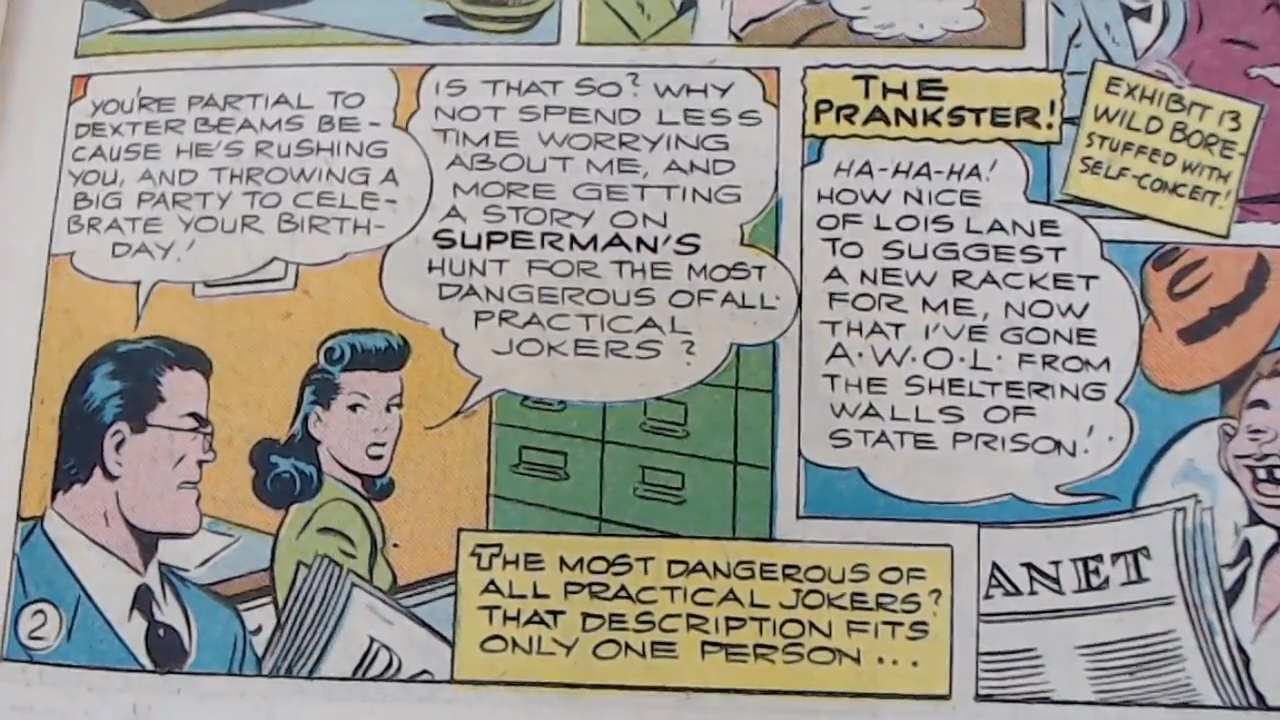 YOU'RE PARTIAL TO
DEXTER BEAMS BE-
CAUSE HE'S RUSHING
YOU, AND THROWING A
BIG PARTY TO CELE-
BRATE YOUR BIRTH-
DAY!
IS THAT SO? WHY
NOT SPEND LESS
TIME WORRYING
ABOUT ME, AND
MORE GETTING
A STORY ON
SUPERMAN'S
HUNT FOR THE MOST
DANGEROUS OF ALL
PRACTICAL
JOKERS?
2
THE MOST DANGEROUS OF
ALL PRACTICAL JOKERS?
THAT DESCRIPTION FITS
ONLY ONE PERSON...
THE
PRANKSTER!
HA-HA-HA!
HOW NICE
OF LOIS LANE
TO SUGGEST
A NEW RACKET
FOR ME, NOW
THAT I'VE GONE
A.W.O.L. FROM
THE SHELTERING
WALLS OF
STATE PRISON!
EXHIBIT 13
WILD BORE-
STUFFED WITH
SELF-CONCEIT!
ANET